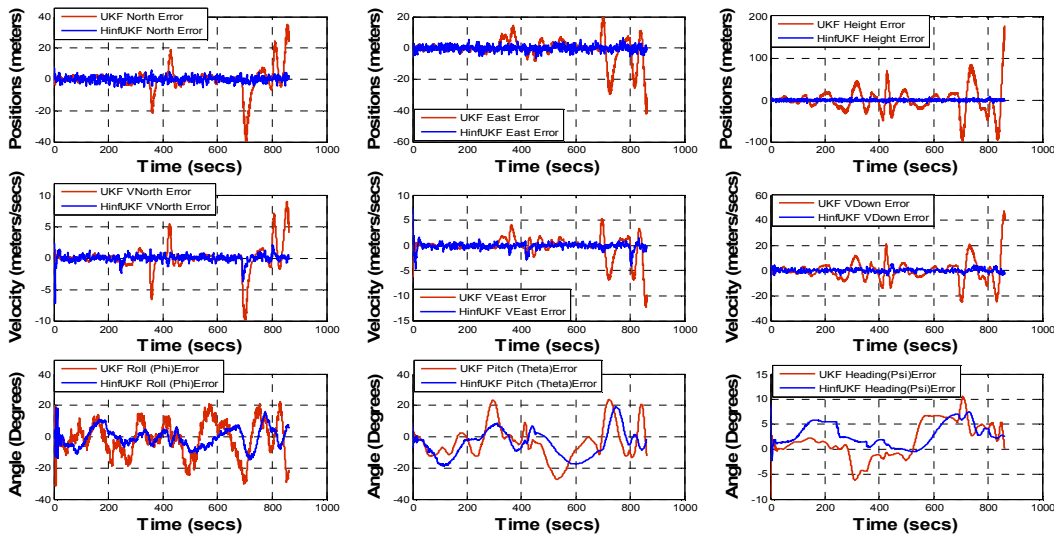 Positions (meters)
40
20
0
-20
-40
0
200
400
600
800
1000
UKF North Error
HinfUKF North Error
Time (secs)
Positions (meters)
20
0
-20
-40
-60
0
200
400
600
800
1000
UKF East Error
HinfUKF East Error
Time (secs)
Positions (meters)
200
100
0
-100
0
200
400
600
800
1000
UKF Height Error
HinfUKF Height Error
Time (secs)
Velocity (meters/secs)
10
5
0
-5
-10
0
200
400
600
800
1000
UKF VNorth Error
HinfUKF VNorth Error
Time (secs)
Velocity (meters/secs)
10
5
0
-5
-10
-15
0
200
400
600
800
1000
UKF VEast Error
HinfUKF VEast Error
Time (secs)
Velocity (meters/secs)
60
40
20
0
-20
-40
0
200
400
600
800
1000
UKF VDown Error
HinfUKF VDown Error
Time (secs)
Angle (Degrees)
40
20
0
-20
-40
0
200
400
600
800
1000
UKF Roll (Phi)Error
HinfUKF Roll (Phi)Error
Time (secs)
Angle (Degrees)
40
20
0
-20
-40
0
200
400
600
800
1000
UKF Pitch (Theta)Error
HinfUKF Pitch (Theta)Error
Time (secs)
Angle (Degrees)
15
10
5
0
-5
-10
0
200
400
600
800
1000
UKF Heading(Psi)Error
HinfUKF Heading(Psi)Error
Time (secs)